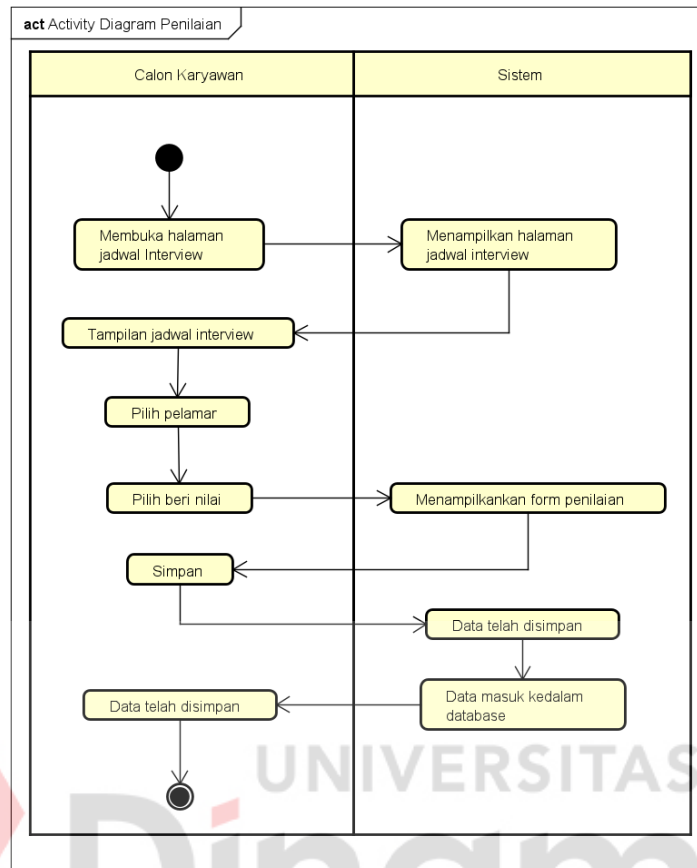 act Activity Diagram Penilaian
Calon Karyawan
Sistem
Membuka halaman
jadwal Interview
Menampilkan halaman
jadwal interview
Tampilan jadwal interview
Pilih pelamar
Pilih beri nilai
Menampilkankan form penilaian
Simpan
Data telah disimpan
Data masuk kedalam
database
Data telah disimpan
UNIVERSITAS